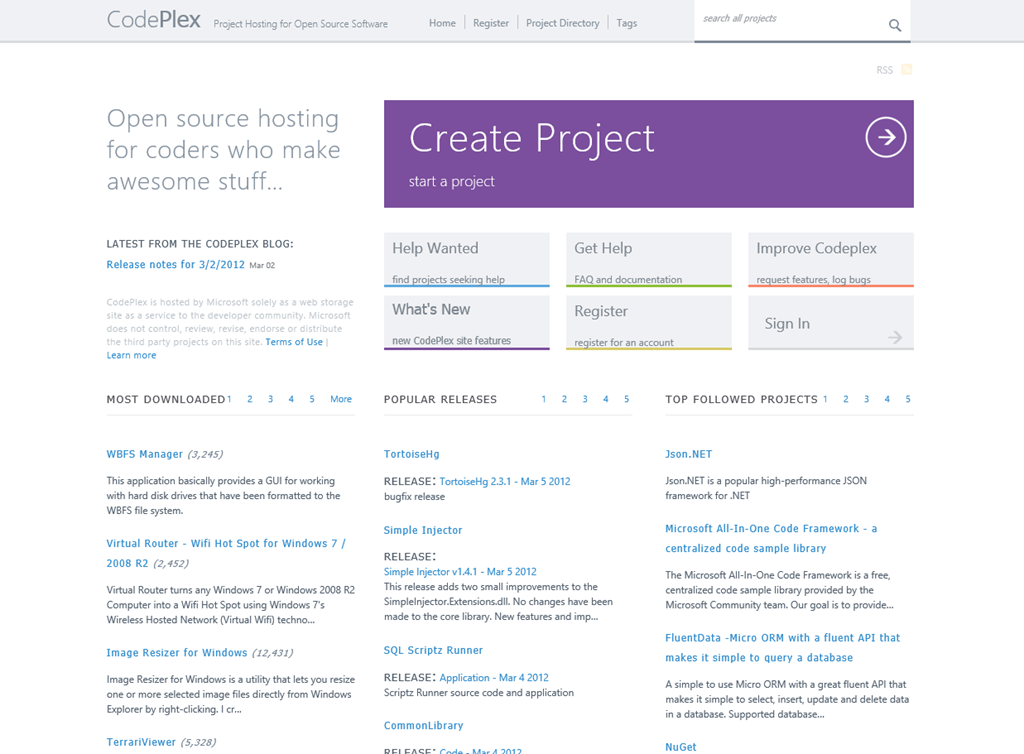 CodePlex Project Hosting for Open Source Software
Home Register Project Directory Tags
search all projects
RSS
Open source hosting
for coders who make
awesome stuff...
Create Project
start a project
LATEST FROM THE CODEPLEX BLOG:
Release notes for 3/2/2012 Mar 02
CodePlex is hosted by Microsoft solely as a web storage
site as a service to the developer community. Microsoft
does not control, review, revise, endorse or distribute
the third party projects on this site. Terms of Use |
Learn more
Help Wanted
find projects seeking help
Get Help
FAQ and documentation
Improve Codeplex
request features, log bugs
What's New
new CodePlex site features
Register
register for an account
Sign In
MOST DOWNLOADED 1 2 3 4 5 More
WBFS Manager (3,245)
This application basically provides a GUI for working
with hard disk drives that have been formatted to the
WBFS file system.
Virtual Router - Wifi Hot Spot for Windows 7 /
2008 R2 (2,452)
Virtual Router turns any Windows 7 or Windows 2008 R2
Computer into a Wifi Hot Spot using Windows 7's
Wireless Hosted Network (Virtual Wifi) techno...
Image Resizer for Windows (12,431)
Image Resizer for Windows is a utility that lets you resize
one or more selected image files directly from Windows
Explorer by right-clicking. I cr...
TerrariViewer (5,328)
POPULAR RELEASES 1 2 3 4 5
TortoiseHg
RELEASE: TortoiseHg 2.3.1 - Mar 5 2012
bugfix release
Simple Injector
RELEASE:
Simple Injector v1.4.1 - Mar 5 2012
This release adds two small improvements to the
SimpleInjector.Extensions.dll. No changes have been
made to the core library. New features and imp...
SQL Scriptz Runner
RELEASE: Application - Mar 4 2012
Scriptz Runner source code and application
CommonLibrary
RELEASE: Code - Mar 4 2012
TOP FOLLOWED PROJECTS 1 2 3 4 5
Json.NET
Json.NET is a popular high-performance JSON
framework for .NET
Microsoft All-In-One Code Framework - a
centralized code sample library
The Microsoft All-In-One Code Framework is a free,
centralized code sample library provided by the
Microsoft Community team. Our goal is to provide...
FluentData -Micro ORM with a fluent API that
makes it simple to query a database
A simple to use Micro ORM with a great fluent API that
makes it simple to select, insert, update and delete data
in a database. Supported database...
NuGet